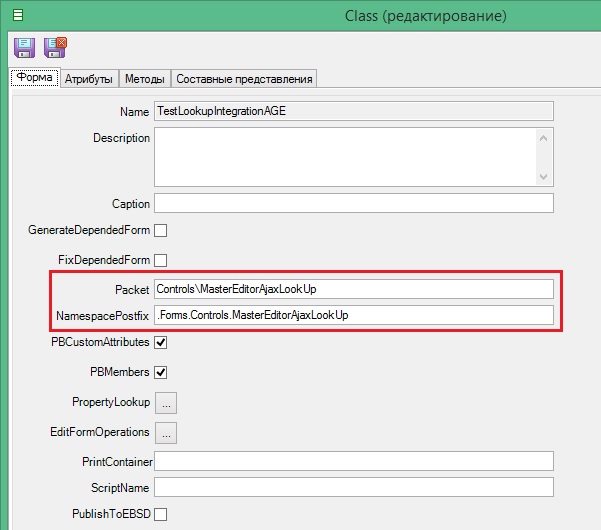 Class (редактирование)
Форма Атрибуты Методы Составные представления
Name TestLookupIntegrationAGE
Description
Caption
GenerateDependedForm
FixDependedForm
Packet Controls\MasterEditorAjaxLookUp
NamespacePostfix .Forms.Controls.MasterEditorAjaxLookUp
PBCustomAttributes
PBMembers
PropertyLookup ...
EditFormOperations ...
PrintContainer
ScriptName
PublishToEBSD